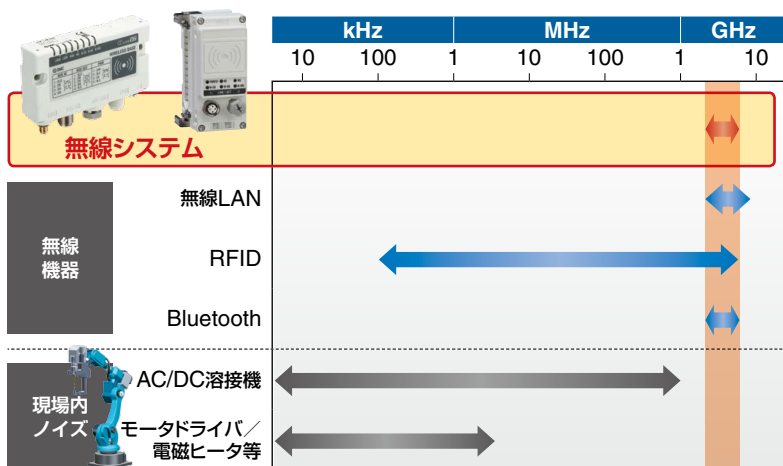 kHz MHz GHz
10 100 1 10 100 1 10
無線システム
無線LAN
無線
機器
RFID
Bluetooth
AC/DC溶接機
現場内
ノイズ
モータドライバ／
電磁ヒータ等